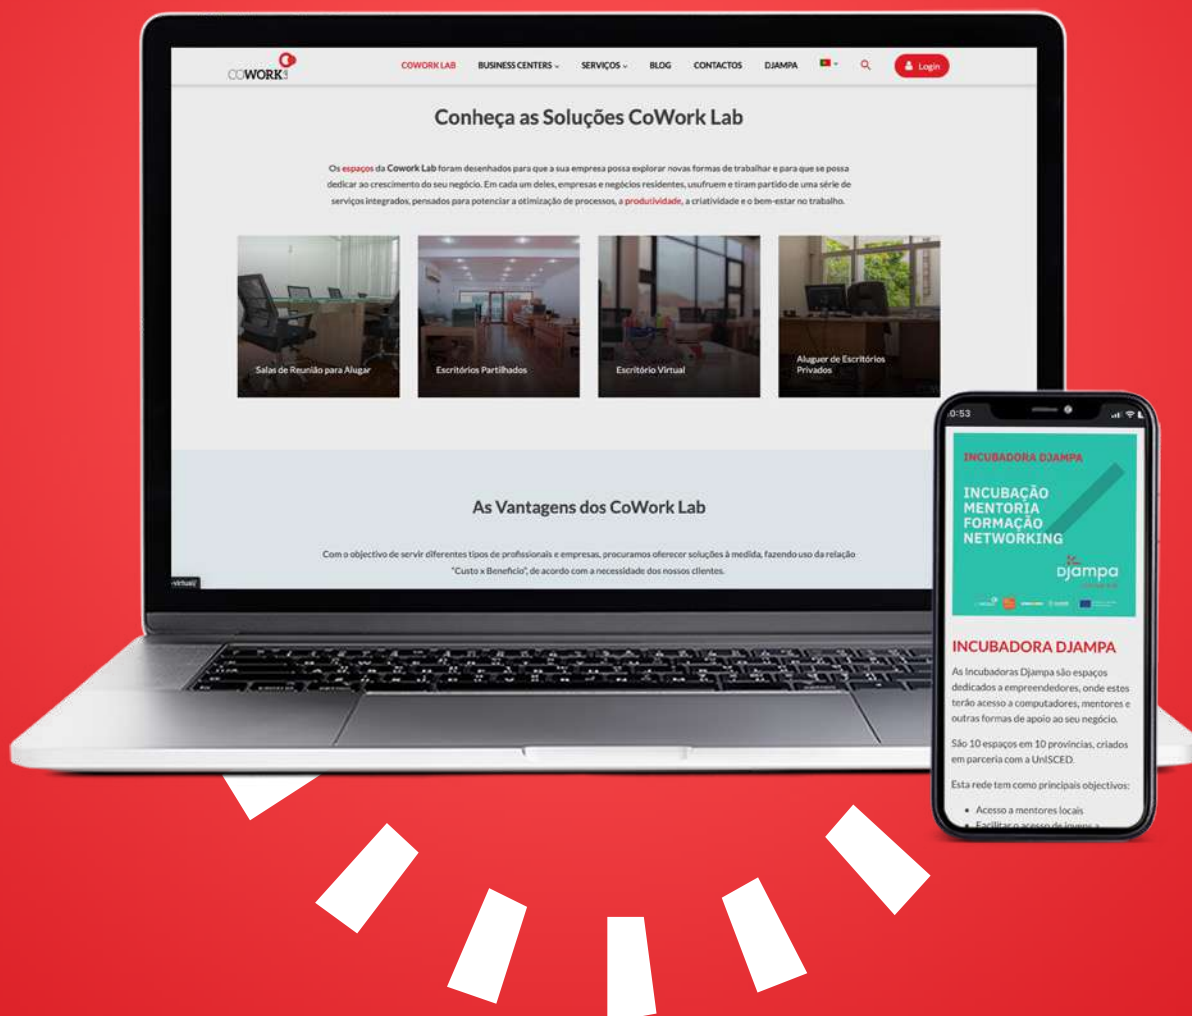 COWORK LAB
COWORK LAB BUSINESS CENTERS SERVIÇOS BLOG CONTACTOS DJAMPA Login
Conheça as Soluções CoWork Lab
Os espaços da Cowork Lab foram desenhados para que a sua empresa possa explorar novas formas de trabalhar e para que se possa
dedicar ao crescimento do seu negócio. Em cada um deles, empresas e negócios residentes, usufruem e tiram partido de uma série de
serviços integrados, pensados para potenciar a otimização de processos, a produtividade, a criatividade e o bem-estar no trabalho.
Salas de Reunião para Alugar
Escritórios Partilhados
Escritório Virtual
Aluguer de Escritórios
Privados
As Vantagens dos CoWork Lab
Com o objectivo de servir diferentes tipos de profissionais e empresas, procuramos oferecer soluções à medida, fazendo uso da relação
"Custo x Benefício", de acordo com a necessidade dos nossos clientes.
-virtual/
0:53
INCUBADORA DJAMPA
INCUBAÇÃO
MENTORIA
FORMAÇÃO
NETWORKING
Djampa
INCUBADORA DJAMPA
As Incubadoras Djampa são espaços
dedicados a empreendedores, onde estes
terão acesso a computadores, mentores e
outras formas de apoio ao seu negócio.
São 10 espaços em 10 províncias, criados
em parceria com a UnISCED.
Esta rede tem como principais objectivos:
Acesso a mentores locais
Facilitar o acesso de jovens a